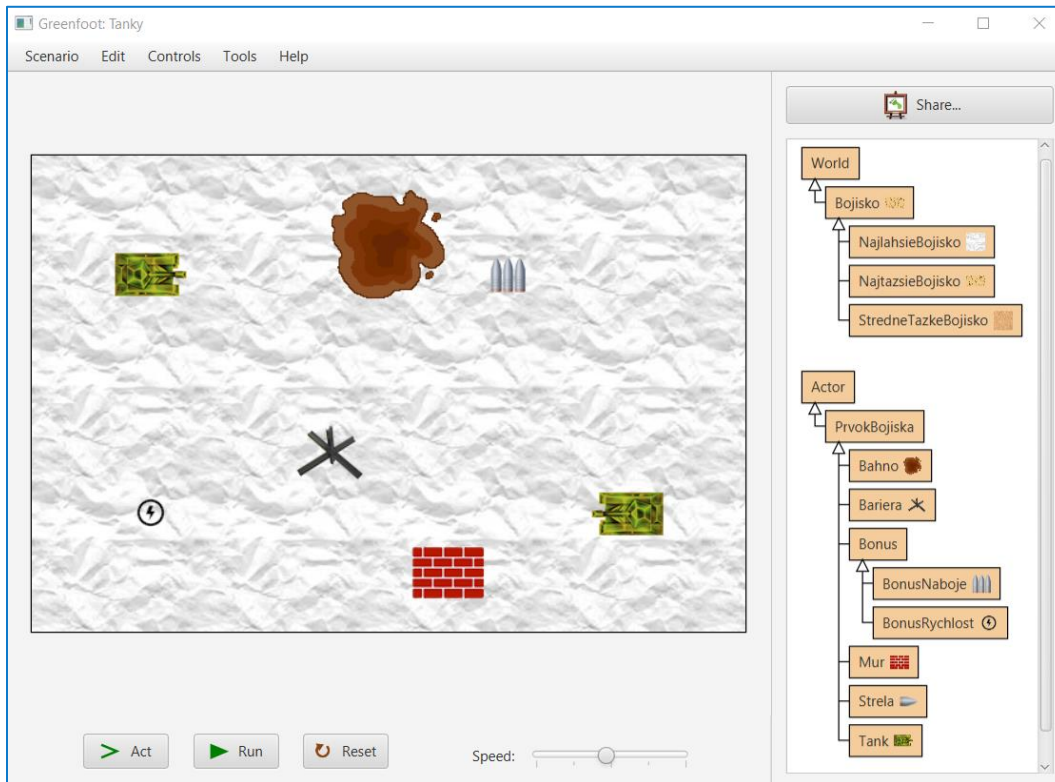 Greenfoot: Tanky
Scenario Edit Controls Tools Help
Share...
World
Bojisko
NajlahsieBojisko
NajtazsieBojisko
StredneTazkeBojisko
Actor
PrvokBojiska
Bahno
Bariera
Bonus
BonusNaboje
BonusRychlost
Mur
Strela
Tank
Act Run Reset Speed: